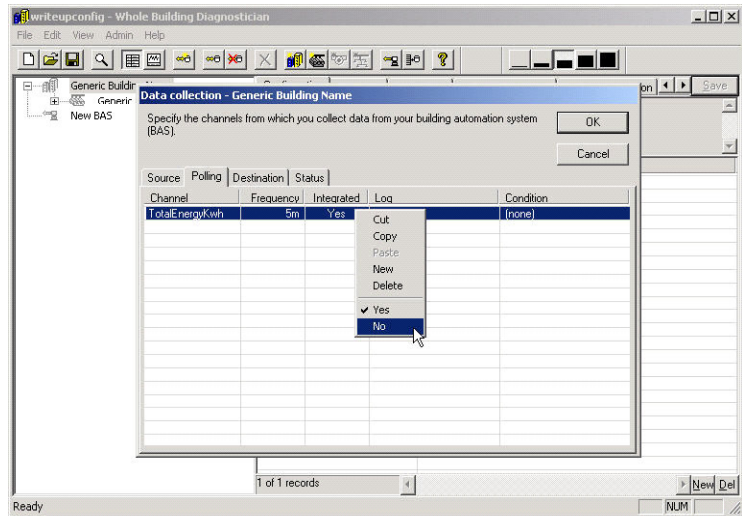 writeupconfig - Whole Building Diagnostician
File Edit View Admin Help
Generic Buildin
on
Save
Generic
New BAS
Data collection - Generic Building Name
Specify the channels from which you collect data from your building automation system
(BAS).
OK
Cancel
Source Polling Destination Status
Channel Frequency Integrated Log Condition
TotalEnergyKwh 5m Yes (none)
Cut
Copy
Paste
New
Delete
Yes
No
1 of 1 records
New Del
Ready
NUM